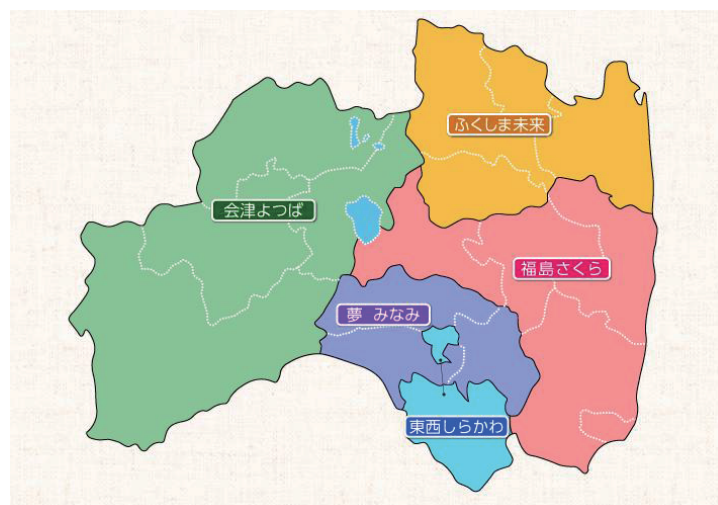 ふくしま未来
会津よつば
福島さくら
夢 みなみ
東西しらかわ